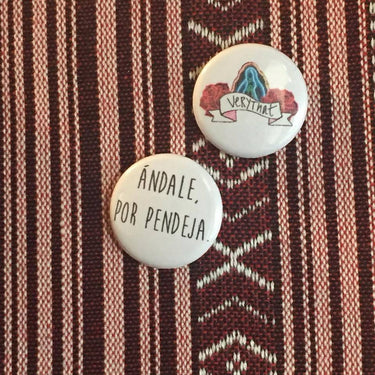 verythat
ÁNDALE,
POR PENDEJA.